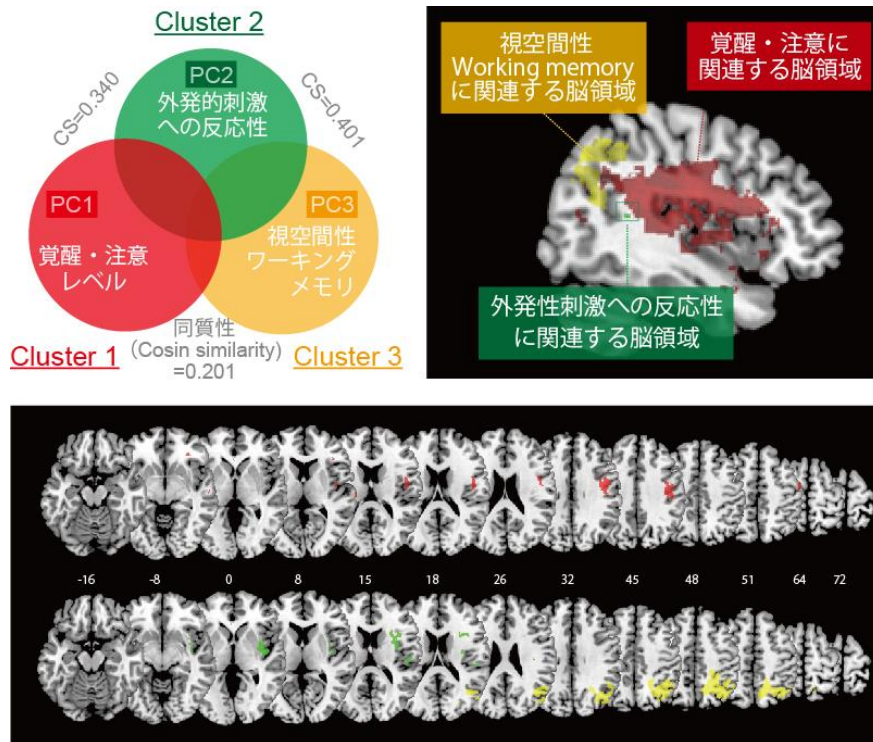 Cluster 2
PC2
外発的刺激
への反応性
CS=0.340
CS=0.401
PC1
覚醒・注意
レベル
PC3
視空間性
ワーキング
メモリ
同質性
(Cosin similarity)
=0.201
Cluster 1
Cluster 3
視空間性
Working memory
に関連する脳領域
覚醒・注意に
関連する脳領域
外発性刺激への反応性
に関連する脳領域
-16 -8 0 8 15 18 26 32 45 48 51 64 72